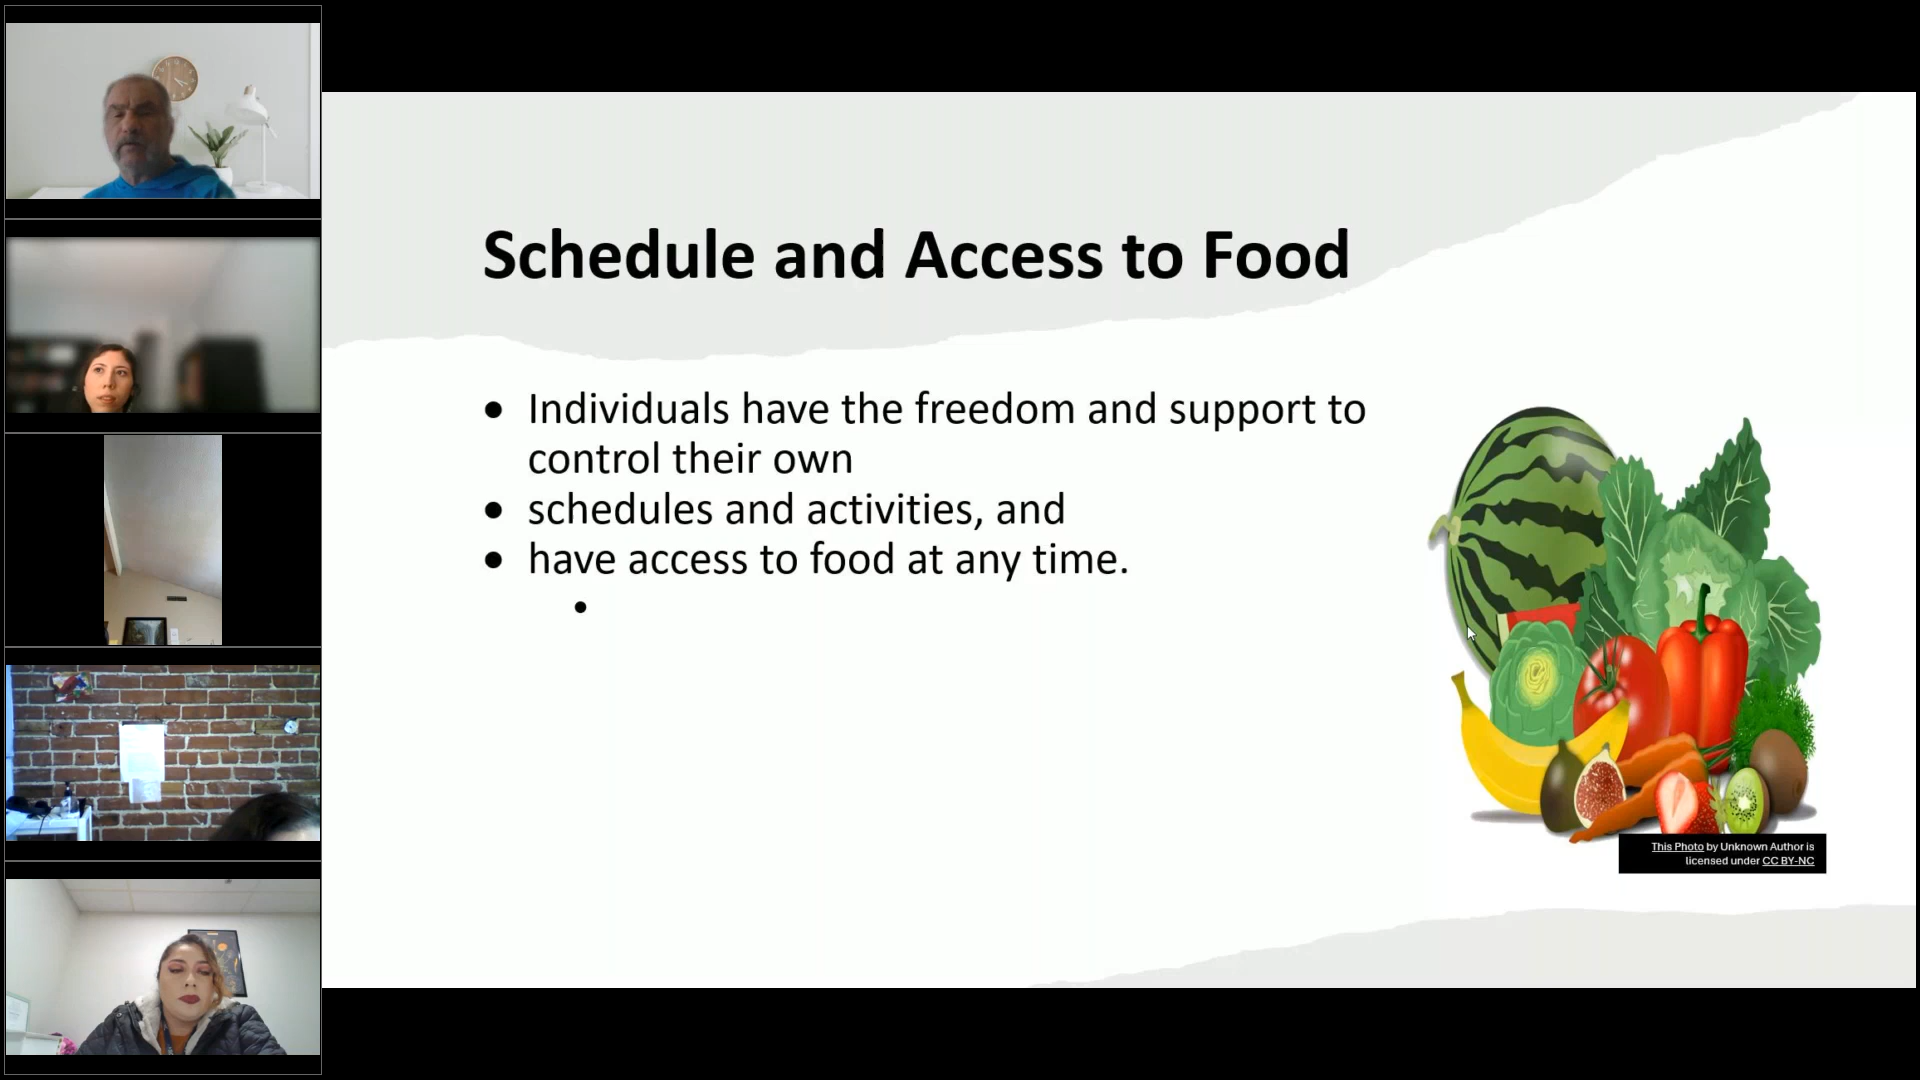 Schedule and Access to Food
• Individuals have the freedom and support to
control their own
• schedules and activities, and
• have access to food at any time.
•
This Photo by Unknown Author is
licensed under CC BY-NC